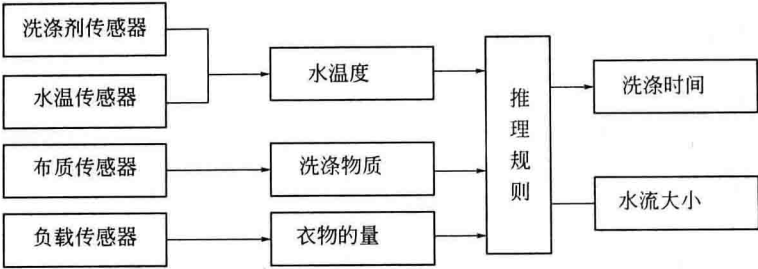 洗涤剂传感器
水温传感器
布质传感器
负载传感器
水温度
洗涤物质
衣物的量
推理规则
洗涤时间
水流大小